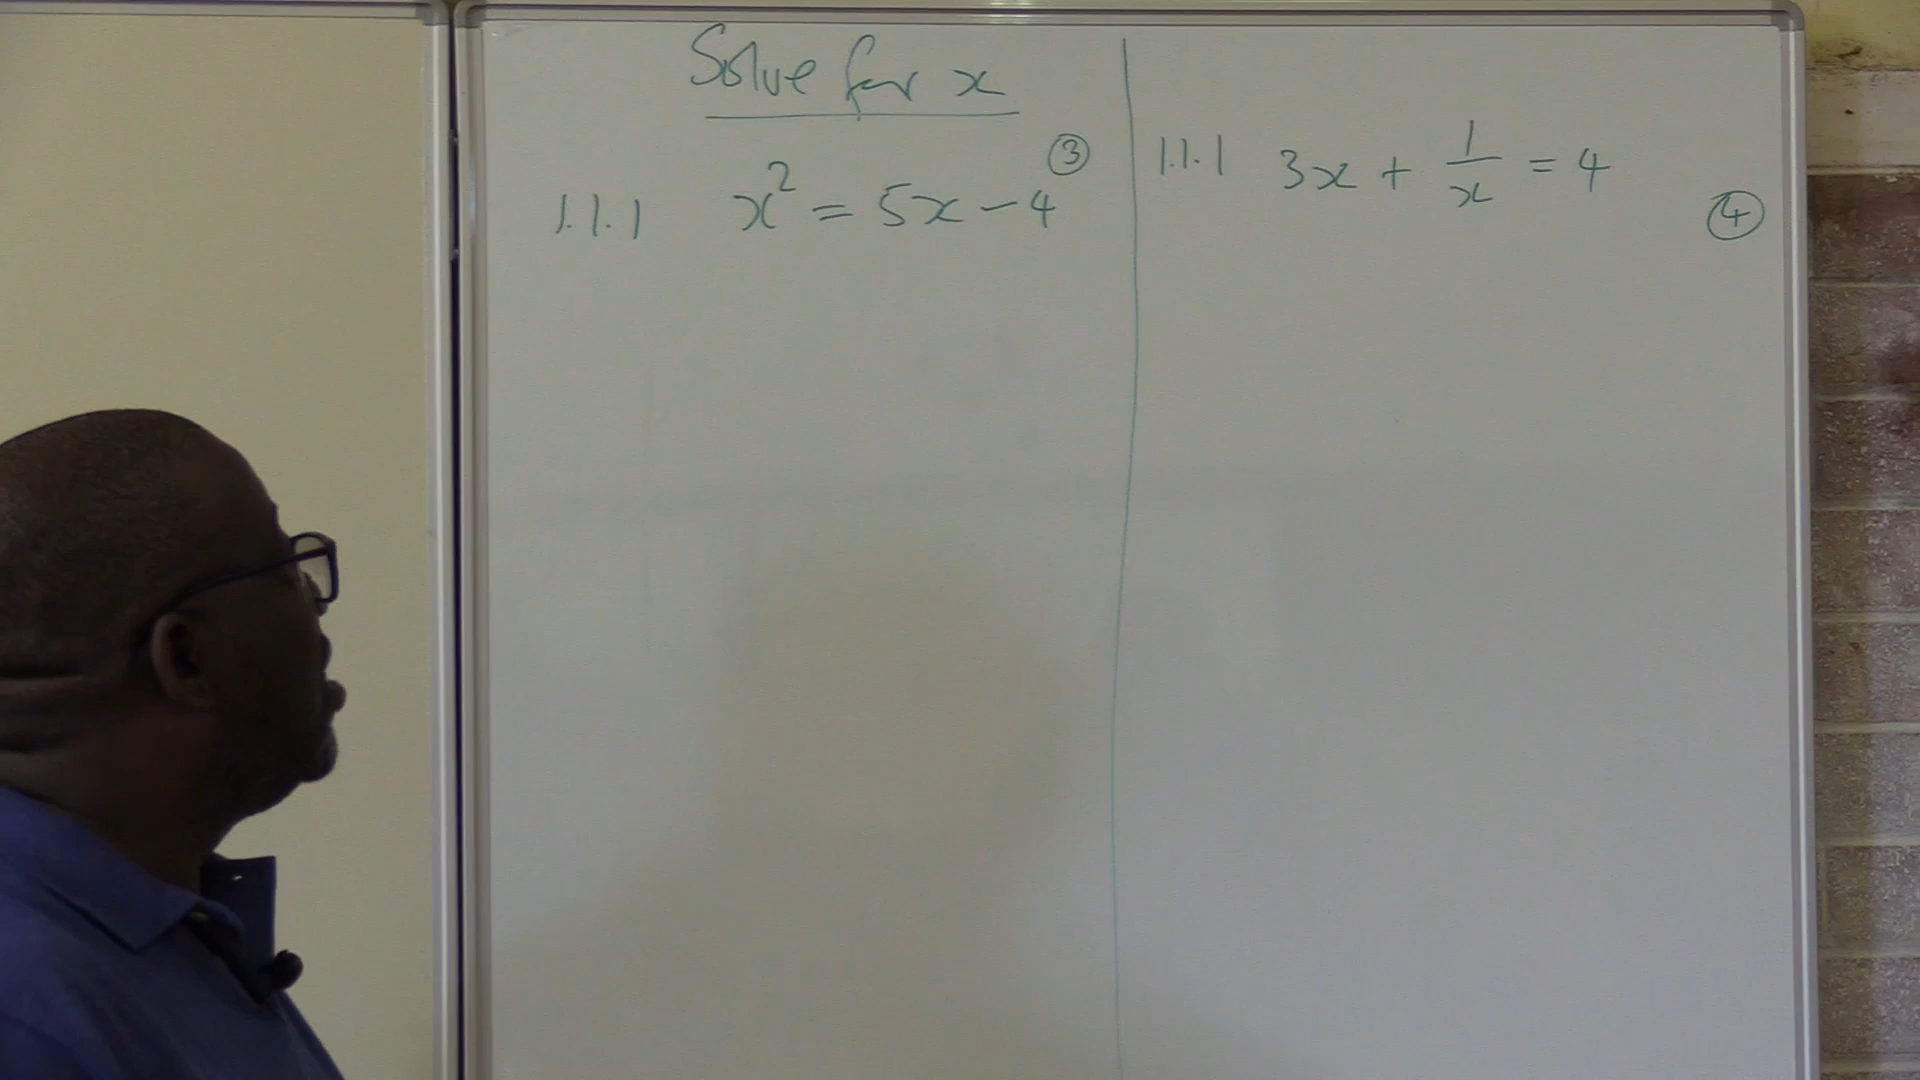 Solve for x
③
1.1.1 x² = 5x - 4
1.1.1 3x + 1/x = 4
④